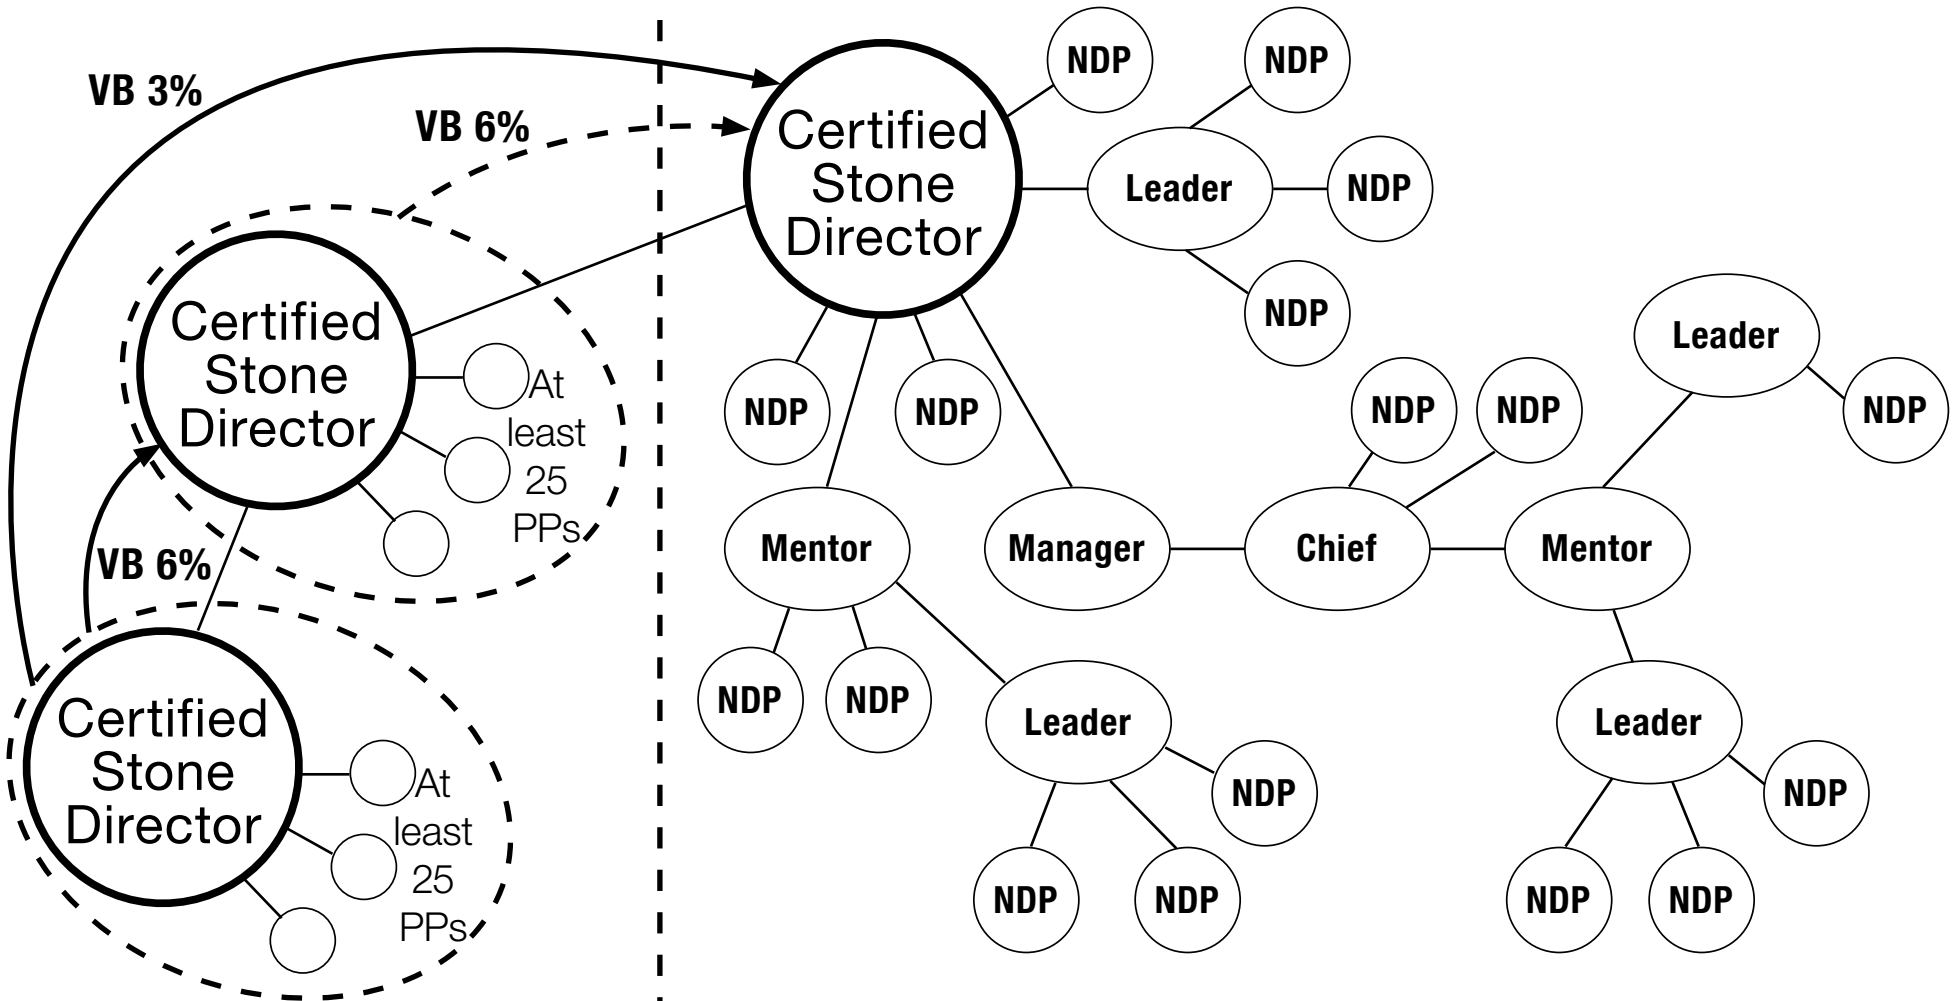 VB 3%
VB 6%
Certified
Stone
Director
At
least
25
PPs
VB 6%
Certified
Stone
Director
At
least
25
PPs
Certified
Stone
Director
NDP
NDP
Leader
NDP
NDP
NDP
NDP
Leader
NDP
NDP
NDP
Mentor
Manager
Chief
Mentor
NDP
NDP
Leader
NDP
NDP
NDP
Leader
NDP
NDP
NDP